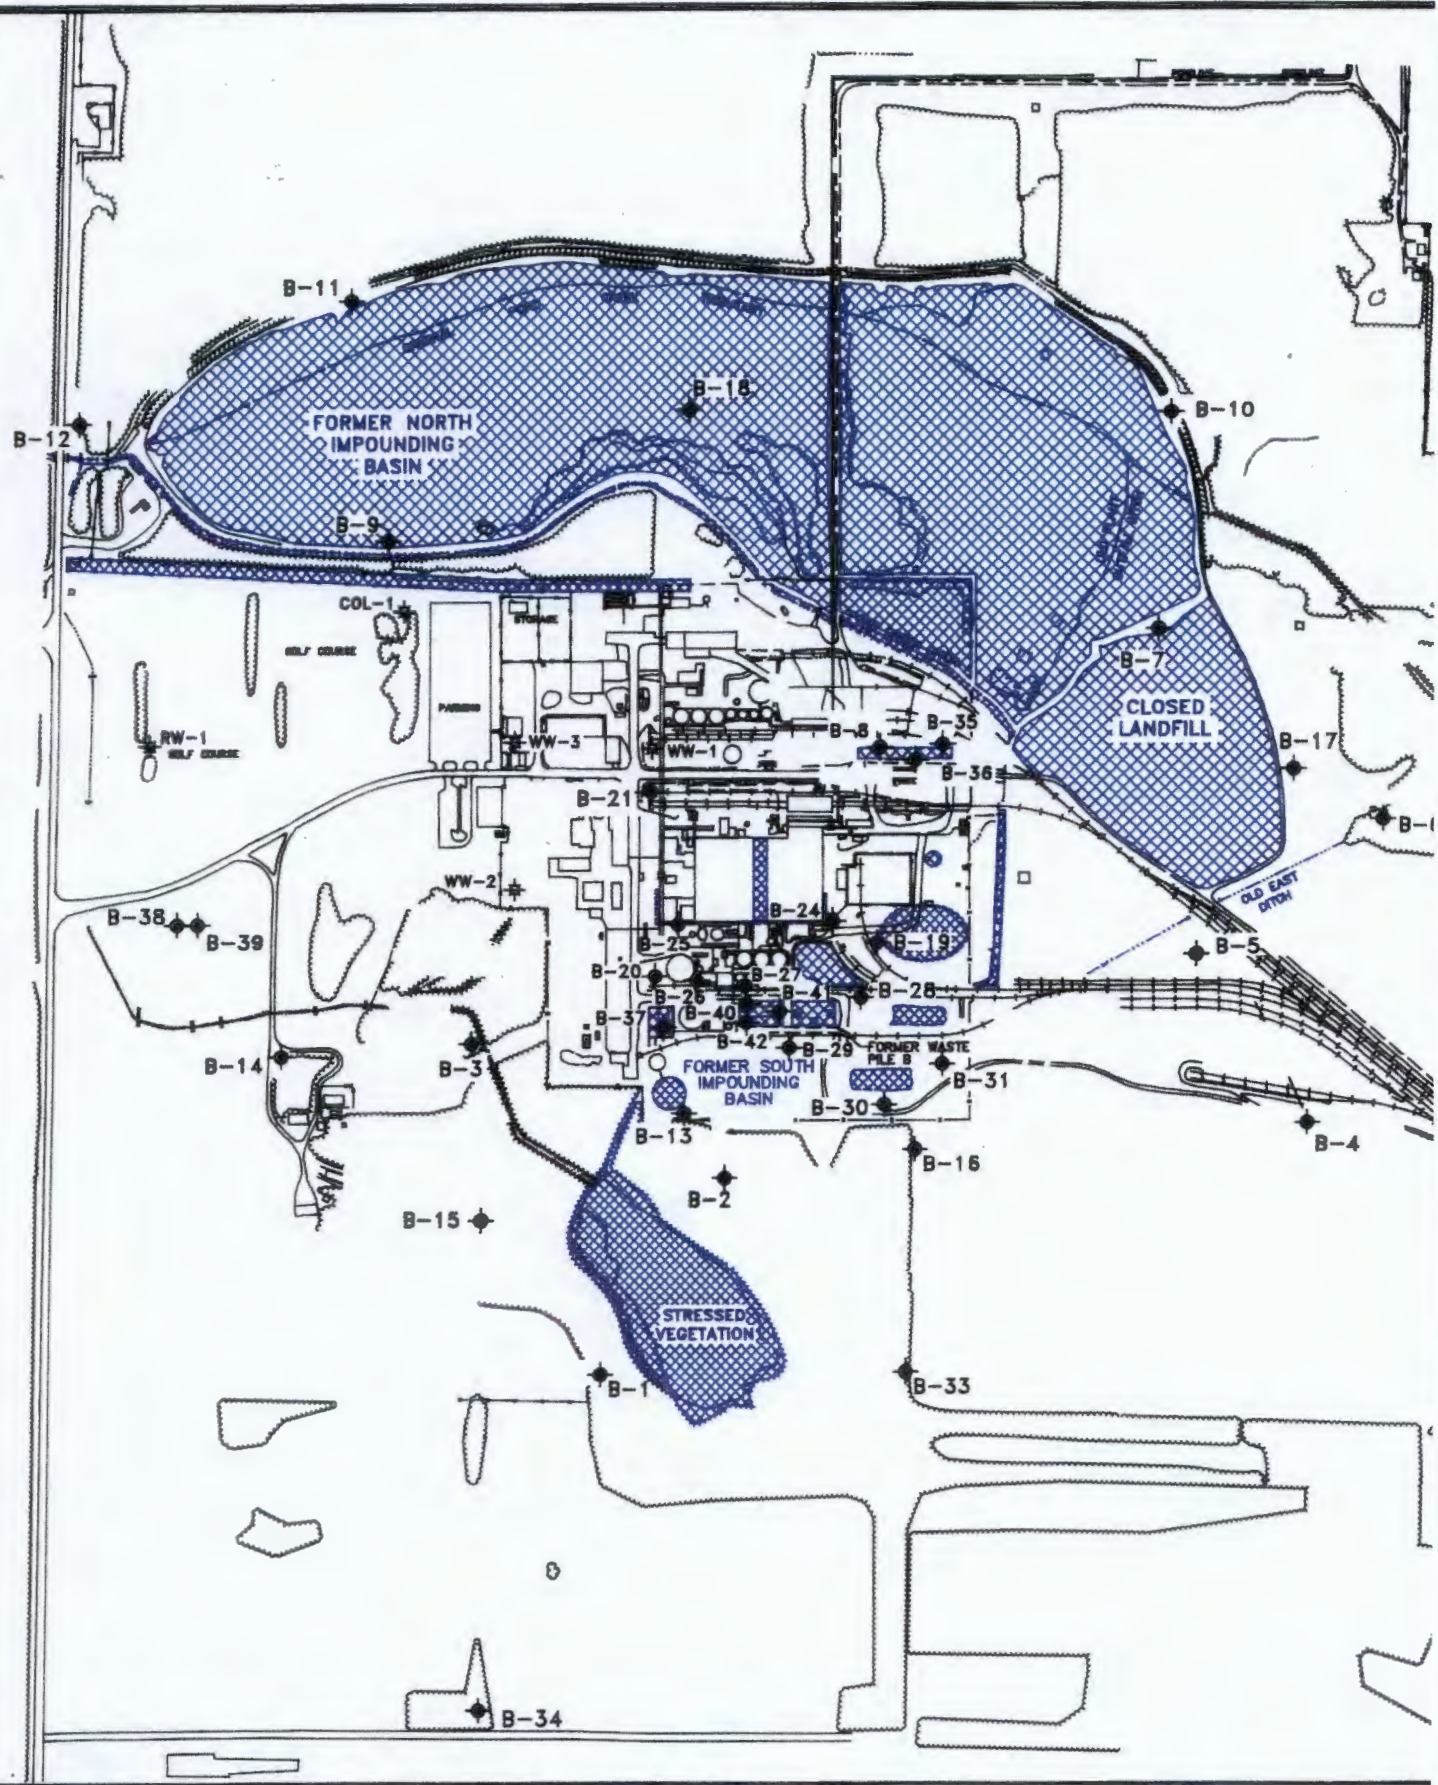 B-11
B-18
B-10
FORMER NORTH
IMPOUNDING
BASIN
B-12
B-9
COL-1
STORAGE
GOLF COURSE
B-7
PARKING
CLOSED
LANDFILL
RW-1
GOLF COURSE
WW-3
WW-1
B-8
B-35
B-17
B-36
B-21
WW-2
OLD EAST
DITCH
B-38
B-39
B-24
B-25
B-19
B-5
B-20
B-27
B-26
B-28
B-40
B-37
B-42
B-29
FORMER WASTE
PILE B
B-14
B-3
FORMER SOUTH
IMPOUNDING
BASIN
B-31
B-30
B-13
B-4
B-16
B-2
B-15
STRESSED
VEGETATION
B-1
B-33
B-34